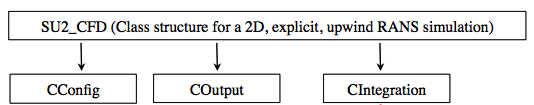 SU2_CFD (Class structure for a 2D, explicit, upwind RANS simulation)
CConfig
COutput
CIntegration